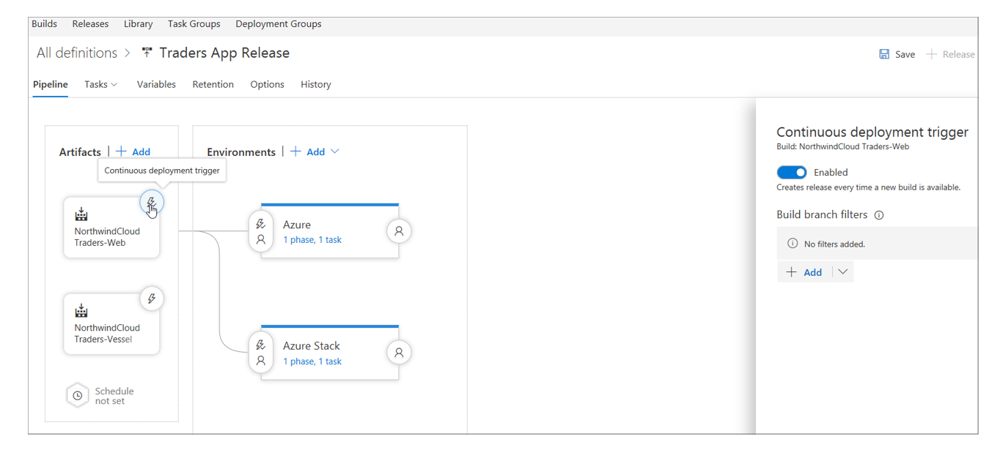 Builds Releases Library Task Groups Deployment Groups
All definitions > Traders App Release
Save + Release
Pipeline Tasks Variables Retention Options History
Artifacts | + Add
Continuous deployment trigger
NorthwindCloud
Traders-Web
NorthwindCloud
Traders-Vessel
Schedule
not set
Environments | + Add
Azure
1 phase, 1 task
Azure Stack
1 phase, 1 task
Continuous deployment trigger
Build: NorthwindCloud Traders-Web
Enabled
Creates release every time a new build is available.
Build branch filters
No filters added.
+ Add